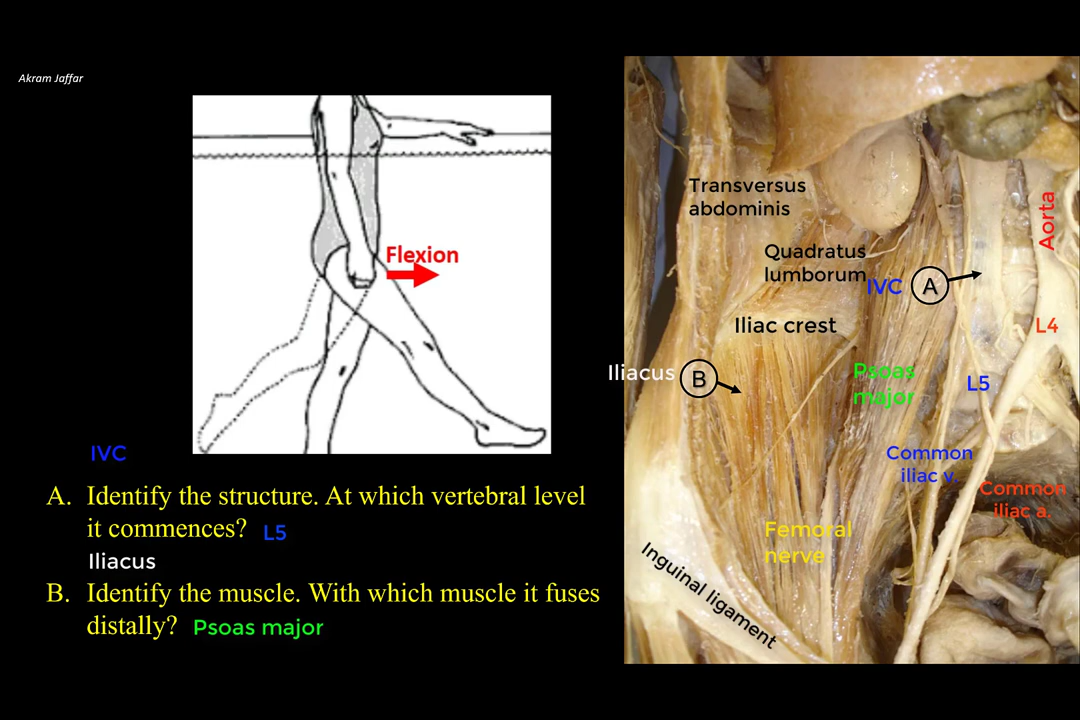 Akram Jaffar
Flexion
IVC
A. Identify the structure. At which vertebral level
it commences? L5
Iliacus
B. Identify the muscle. With which muscle it fuses
distally? Psoas major
Transversus
abdominis
Quadratus
lumborum
IVC
A
Aorta
Iliac crest
L4
Iliacus
B
Psoas
major
L5
Common
iliac v.
Common
iliac a.
Femoral
nerve
Inguinal ligament